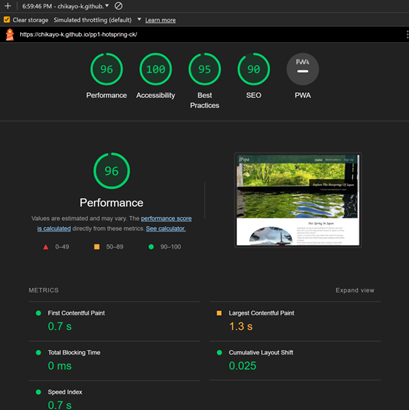 6:59:46 PM - chikayo-k.github.
Clear storage Simulated throttling (default) Learn more
https://chikayo-k.github.io/pp1-hotspring-ck/
96 100 95 90 PWA
Performance Accessibility Best Practices SEO PWA
96
Performance
Values are estimated and may vary. The performance score
is calculated directly from these metrics. See calculator.
0–49 50–89 90–100
METRICS Expand view
First Contentful Paint Largest Contentful Paint
0.7 s 1.3 s
Total Blocking Time Cumulative Layout Shift
0 ms 0.025
Speed Index
0.7 s